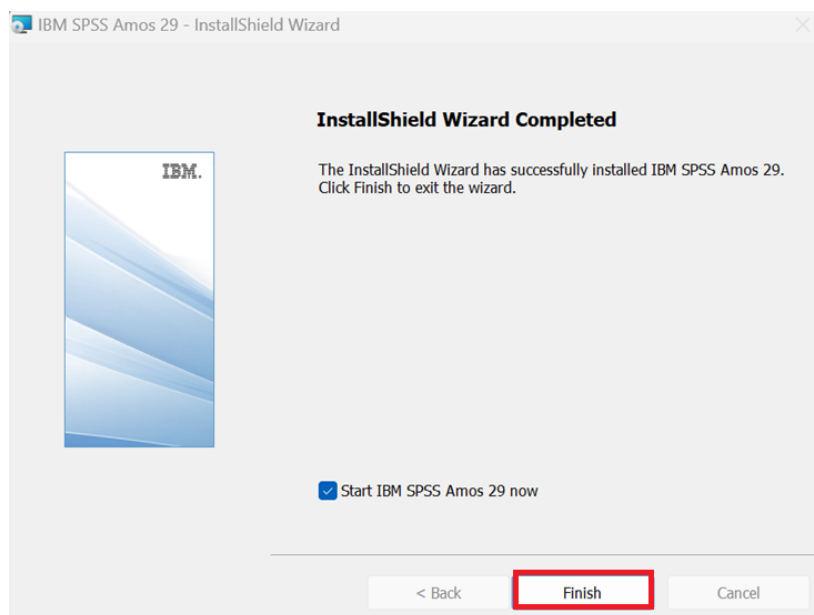 IBM SPSS Amos 29 - InstallShield Wizard
InstallShield Wizard Completed
IBM.
The InstallShield Wizard has successfully installed IBM SPSS Amos 29.
Click Finish to exit the wizard.
Start IBM SPSS Amos 29 now
< Back Finish Cancel